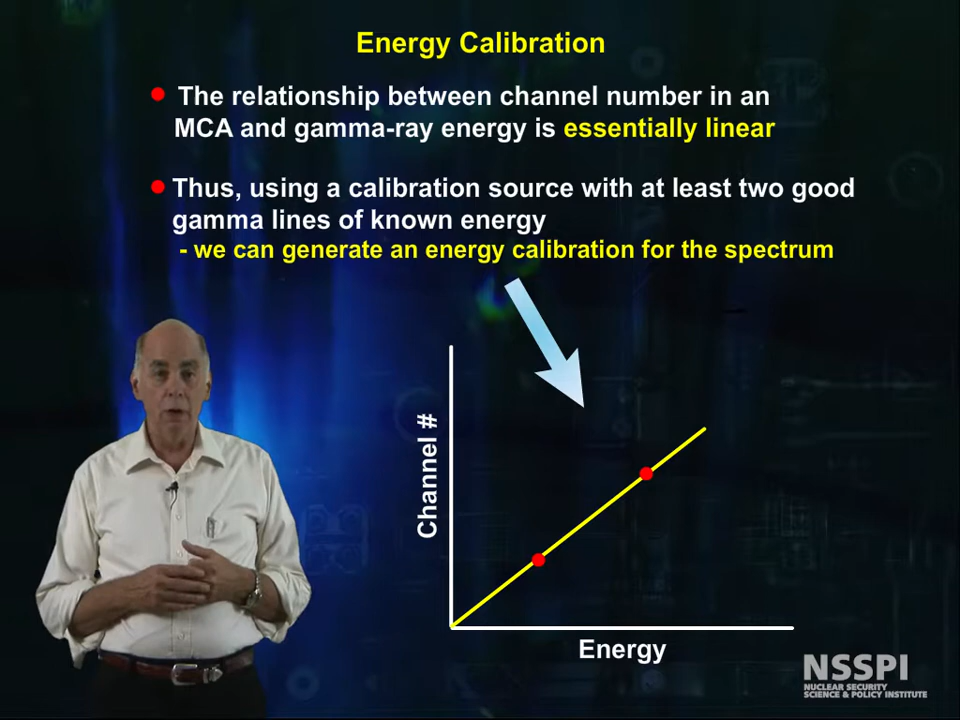 Energy Calibration
The relationship between channel number in an
MCA and gamma-ray energy is essentially linear
Thus, using a calibration source with at least two good
gamma lines of known energy
- we can generate an energy calibration for the spectrum
Channel #
Energy
NSSPI
NUCLEAR SECURITY
SCIENCE & POLICY INSTITUTE